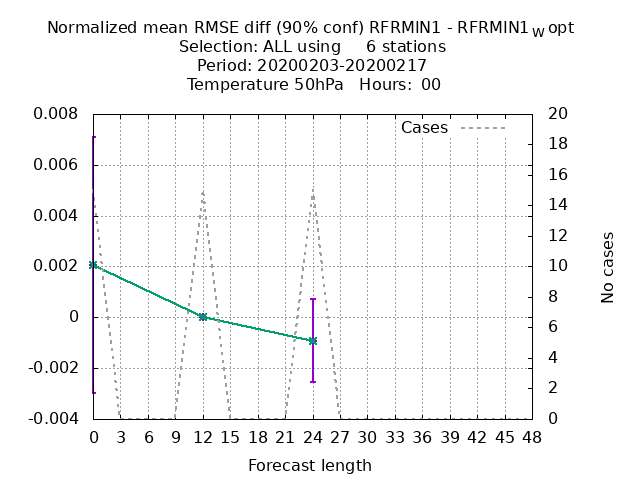 Normalized mean RMSE diff (90% conf) RFRMIN1 - RFRMIN1wopt
Selection: ALL using     6 stations
Period: 20200203-20200217
Temperature 50hPa   Hours:  00
0.008
0.006
0.004
0.002
0
-0.002
-0.004
Cases
20
18
16
14
12
10
8
6
4
2
0
No cases
0 3 6 9 12 15 18 21 24 27 30 33 36 39 42 45 48
Forecast length